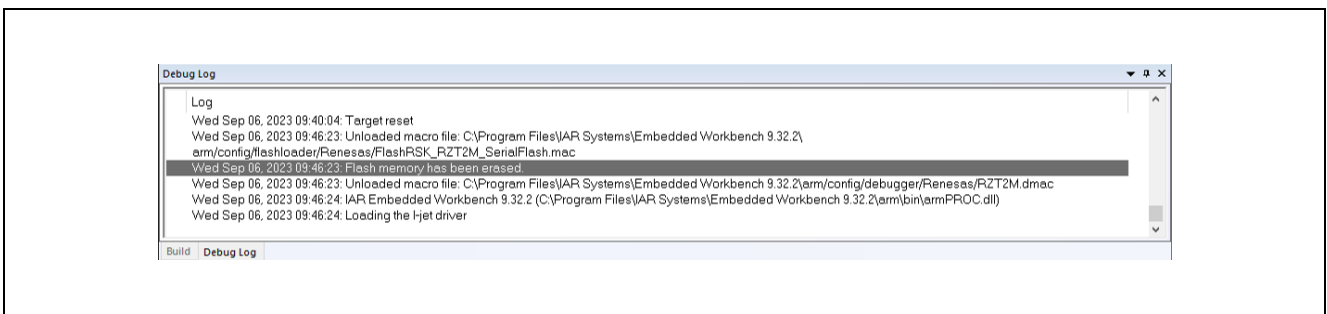 Debug Log
Log
Wed Sep 06, 2023 09:40:04: Target reset
Wed Sep 06, 2023 09:46:23: Unloaded macro file: C:\Program Files\IAR Systems\Embedded Workbench 9.32.2\
arm/config/flashloader/Renesas/FlashRSK_RZT2M_SerialFlash.mac
Wed Sep 06, 2023 09:46:23: Flash memory has been erased.
Wed Sep 06, 2023 09:46:23: Unloaded macro file: C:\Program Files\IAR Systems\Embedded Workbench 9.32.2\arm/config/debugger/Renesas/RZT2M.dmac
Wed Sep 06, 2023 09:46:24: IAR Embedded Workbench 9.32.2 (C:\Program Files\IAR Systems\Embedded Workbench 9.32.2\arm\bin\armPROC.dll)
Wed Sep 06, 2023 09:46:24: Loading the I-jet driver
Build Debug Log